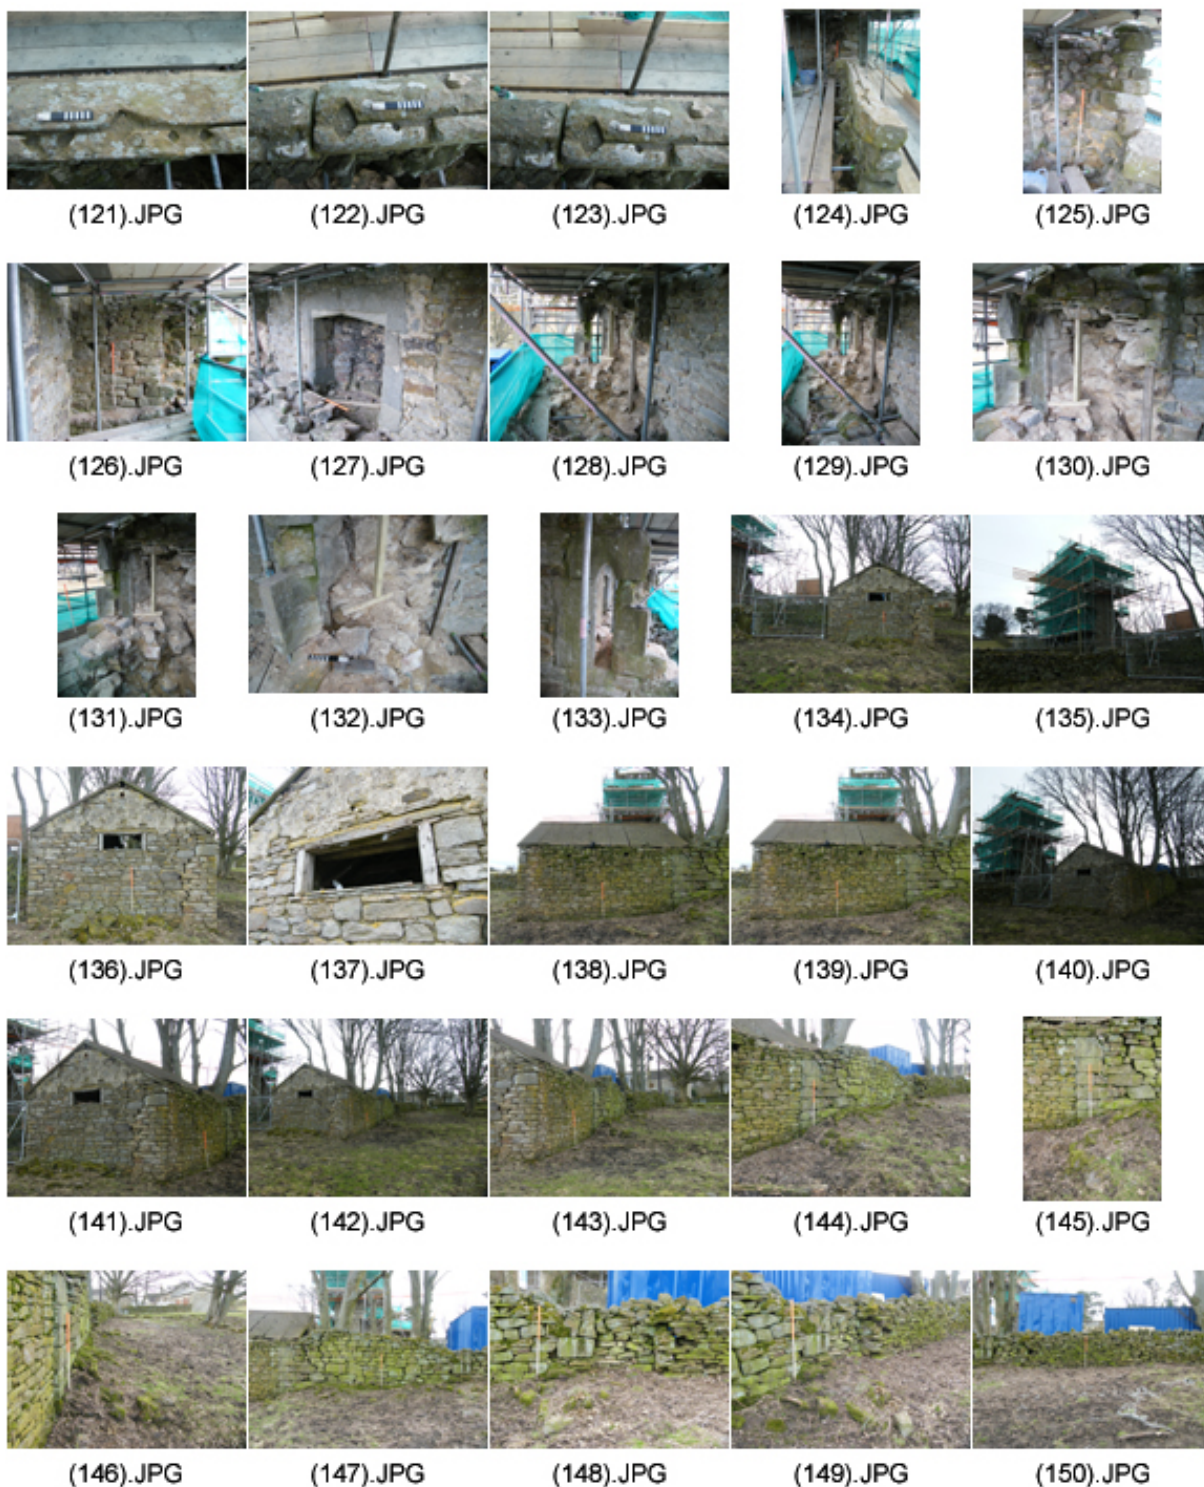 (121).JPG (122).JPG (123).JPG (124).JPG (125).JPG
(126).JPG (127).JPG (128).JPG (129).JPG (130).JPG
(131).JPG (132).JPG (133).JPG (134).JPG (135).JPG
(136).JPG (137).JPG (138).JPG (139).JPG (140).JPG
(141).JPG (142).JPG (143).JPG (144).JPG (145).JPG
(146).JPG (147).JPG (148).JPG (149).JPG (150).JPG